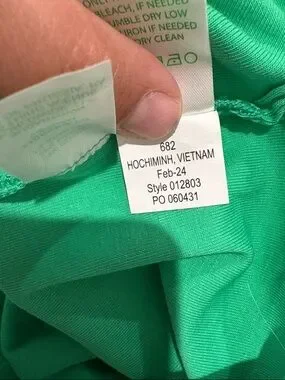 BLEACH, IF NEEDED
TUMBLE DRY LOW
IRON IF NEEDED
DRY CLEAN
682
HOCHIMINH, VIETNAM
Feb-24
Style 012803
PO 060431